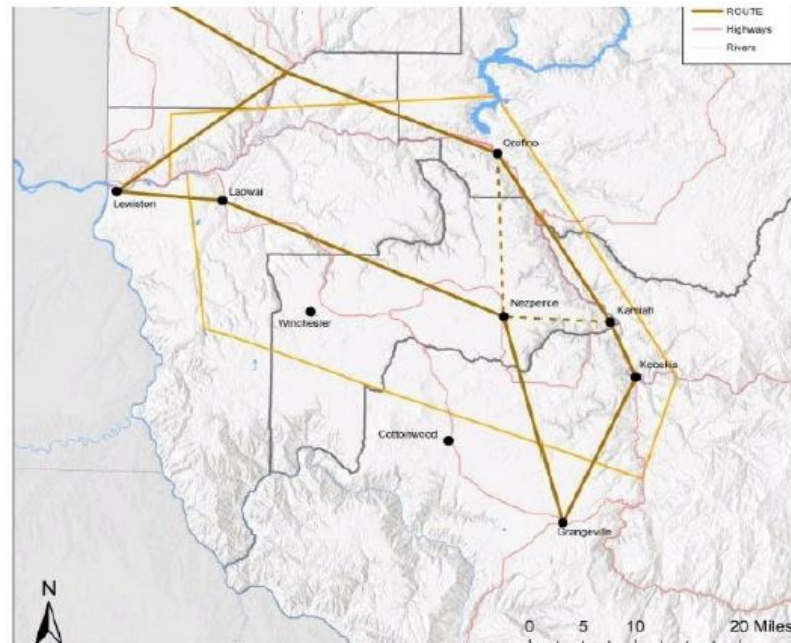 ROUTE
Highways
Rivers
Orofino
Lapwai
Lewiston
Nezperce
Kamiah
Winchester
Kooskia
Cottonwood
Grangeville
N
0 5 10 20 Miles